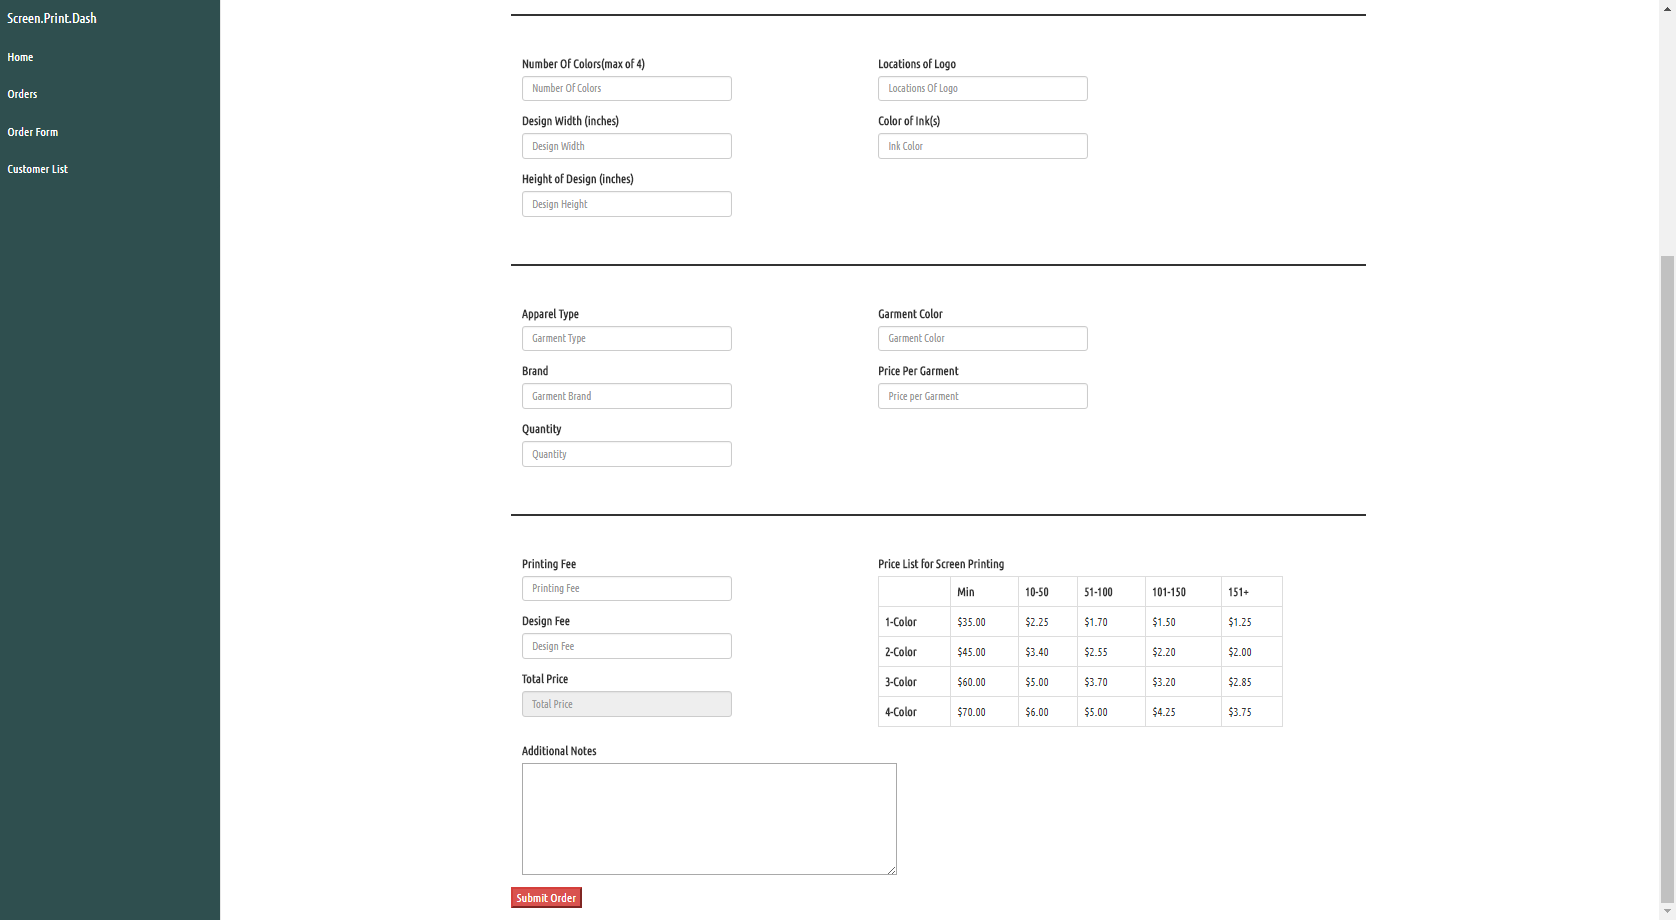 Screen.Print.Dash
Home
Orders
Order Form
Customer List
Number Of Colors(max of 4)
Number Of Colors
Design Width (inches)
Design Width
Height of Design (inches)
Design Height
Locations of Logo
Locations Of Logo
Color of Ink(s)
Ink Color
Apparel Type
Garment Type
Brand
Garment Brand
Quantity
Quantity
Garment Color
Garment Color
Price Per Garment
Price per Garment
Printing Fee
Printing Fee
Design Fee
Design Fee
Total Price
Total Price
Price List for Screen Printing
Min 10-50 51-100 101-150 151+
1-Color $35.00 $2.25 $1.70 $1.50 $1.25
2-Color $45.00 $3.40 $2.55 $2.20 $2.00
3-Color $60.00 $5.00 $3.70 $3.20 $2.85
4-Color $70.00 $6.00 $5.00 $4.25 $3.75
Additional Notes
Submit Order